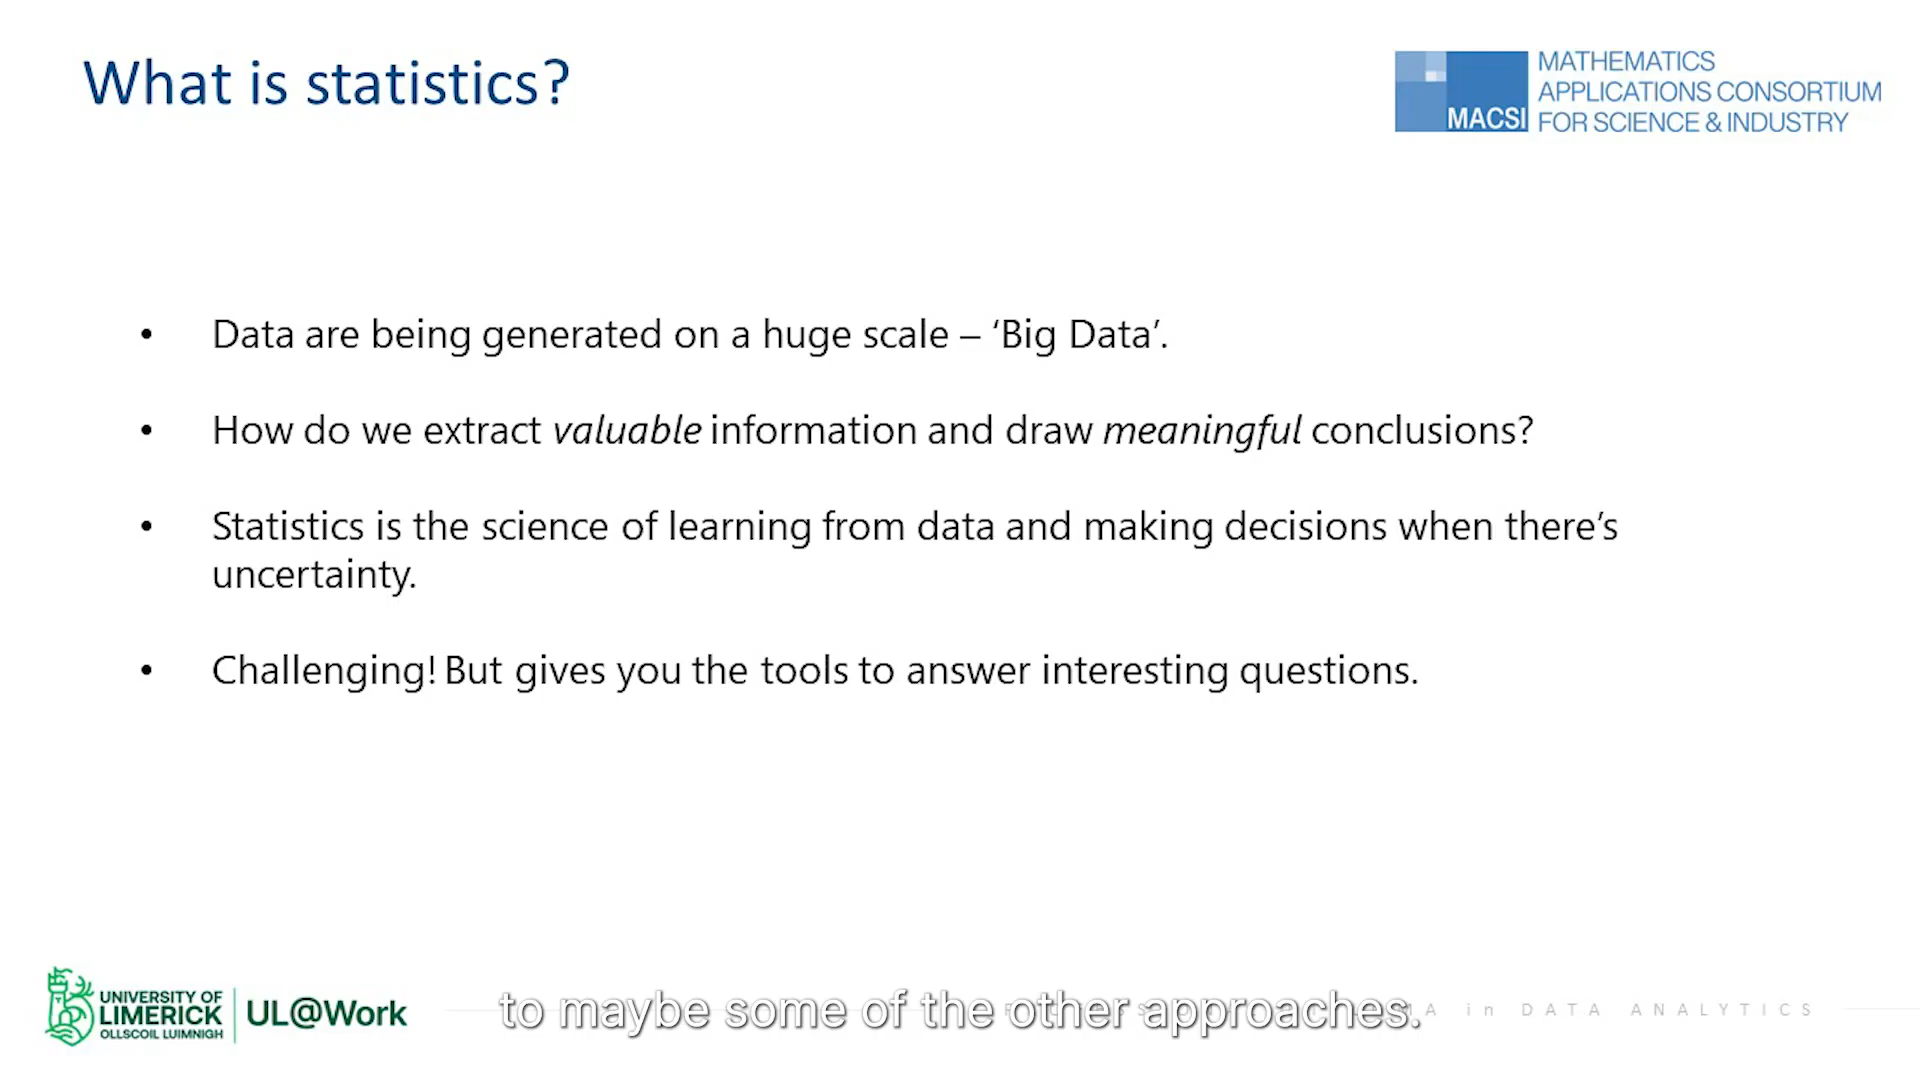 What is statistics?
MACSI
MATHEMATICS
APPLICATIONS CONSORTIUM
FOR SCIENCE & INDUSTRY
• Data are being generated on a huge scale – ‘Big Data’.
• How do we extract valuable information and draw meaningful conclusions?
• Statistics is the science of learning from data and making decisions when there’s
uncertainty.
• Challenging! But gives you the tools to answer interesting questions.
UNIVERSITY OF
LIMERICK
OLLSCOIL LUIMNIGH
UL@Work
to maybe some of the other approaches.
in DATA ANALYTICS